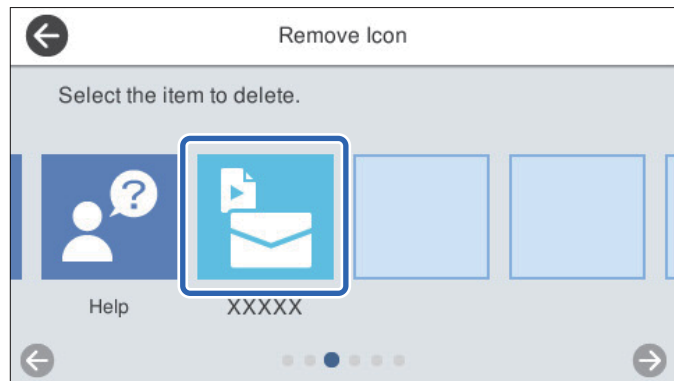 Remove Icon
Select the item to delete.
?
Help
XXXXX